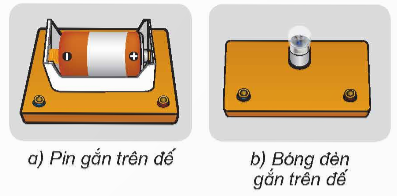 - +
a) Pin gắn trên đế
b) Bóng đèn
gắn trên đế